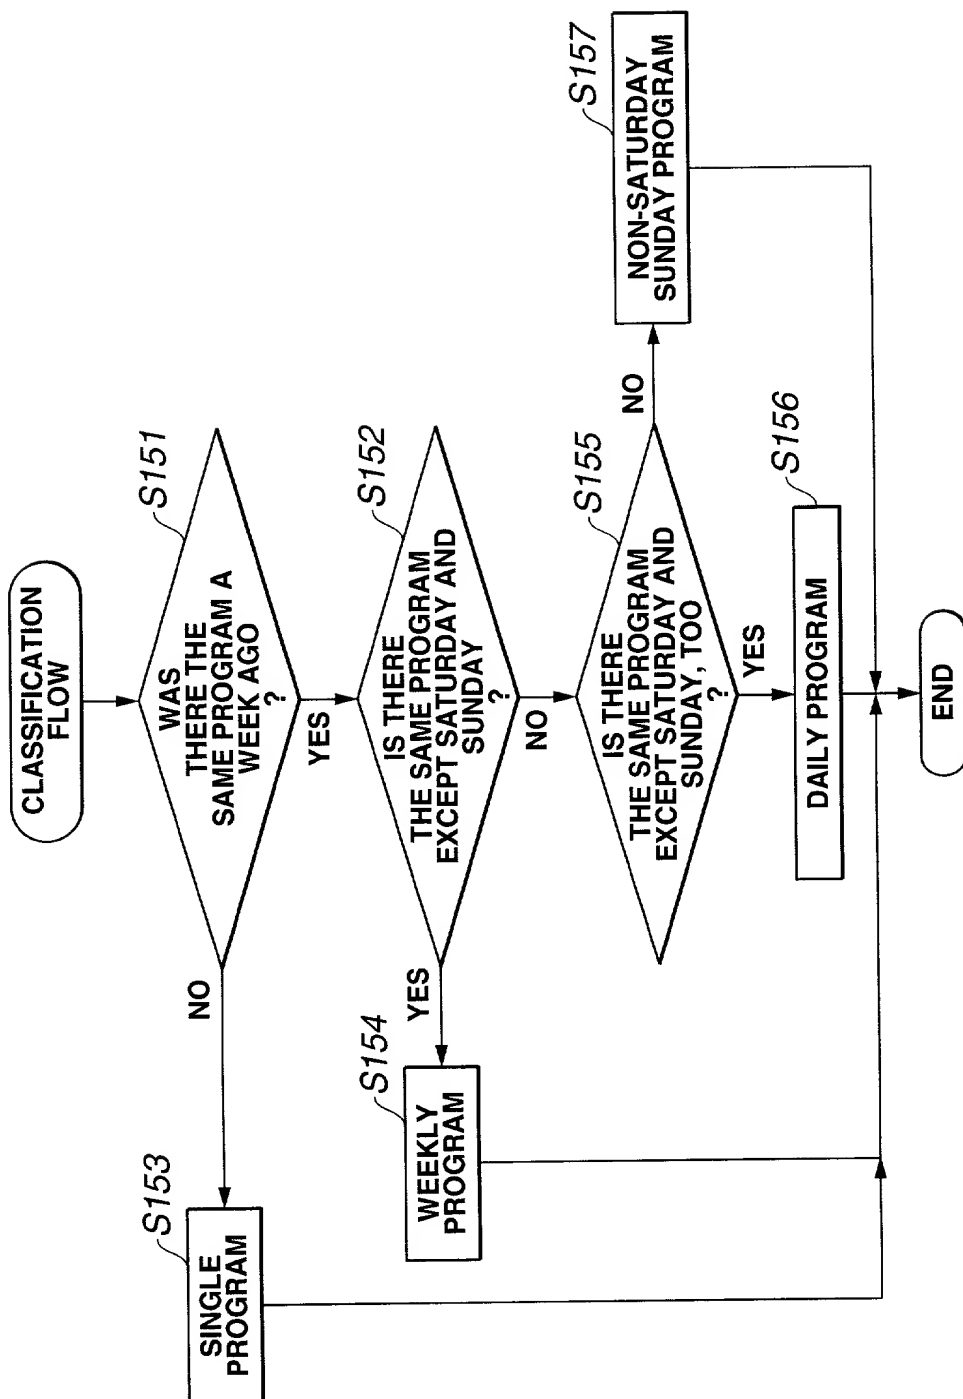 CLASSIFICATION
FLOW
S151
WAS
THERE THE
SAME PROGRAM A
WEEK AGO
?
NO
YES
S153
SINGLE
PROGRAM
S152
IS THERE
THE SAME PROGRAM
EXCEPT SATURDAY AND
SUNDAY
?
YES
NO
S154
WEEKLY
PROGRAM
S155
IS THERE
THE SAME PROGRAM
EXCEPT SATURDAY AND
SUNDAY, TOO
?
NO
YES
S157
NON-SATURDAY
SUNDAY PROGRAM
S156
DAILY PROGRAM
END